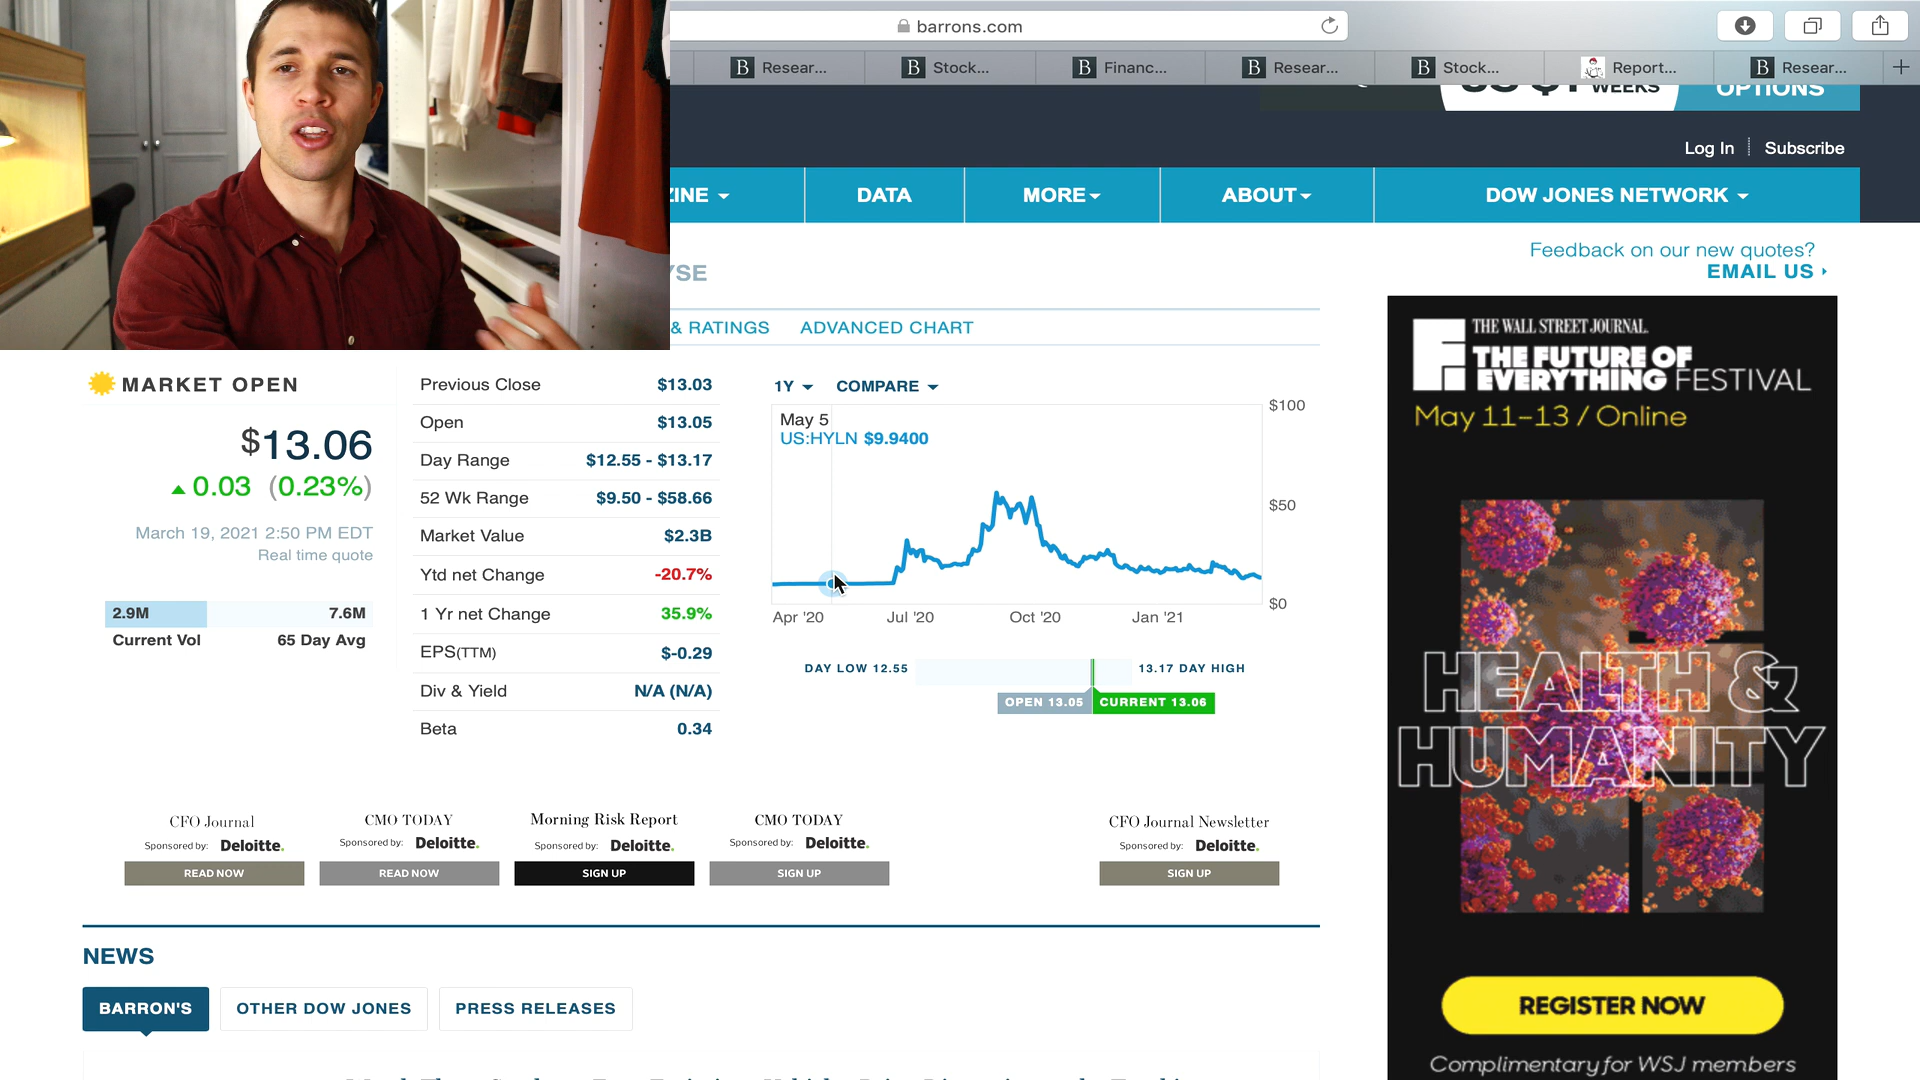 barrons.com
Resear...
Stock...
Financ...
Resear...
Stock...
Report...
Resear...
WEEKS
OPTIONS
Log In
Subscribe
ZINE
DATA
MORE
ABOUT
DOW JONES NETWORK
Feedback on our new quotes?
EMAIL US
YSE
& RATINGS
ADVANCED CHART
MARKET OPEN
$13.06
0.03 (0.23%)
March 19, 2021 2:50 PM EDT
Real time quote
2.9M
7.6M
Current Vol
65 Day Avg
Previous Close $13.03
Open $13.05
Day Range $12.55 - $13.17
52 Wk Range $9.50 - $58.66
Market Value $2.3B
Ytd net Change -20.7%
1 Yr net Change 35.9%
EPS(TTM) $-0.29
Div & Yield N/A (N/A)
Beta 0.34
1Y
COMPARE
May 5
US:HYLN $9.9400
$100
$50
$0
Apr '20
Jul '20
Oct '20
Jan '21
DAY LOW 12.55
13.17 DAY HIGH
OPEN 13.05
CURRENT 13.06
THE WALL STREET JOURNAL.
THE FUTURE OF
EVERYTHING FESTIVAL
May 11–13 / Online
HEALTH &
HUMANITY
REGISTER NOW
Complimentary for WSJ members
CFO Journal
Sponsored by: Deloitte.
READ NOW
CMO TODAY
Sponsored by: Deloitte.
READ NOW
Morning Risk Report
Sponsored by: Deloitte.
SIGN UP
CMO TODAY
Sponsored by: Deloitte.
SIGN UP
CFO Journal Newsletter
Sponsored by: Deloitte.
SIGN UP
NEWS
BARRON'S
OTHER DOW JONES
PRESS RELEASES